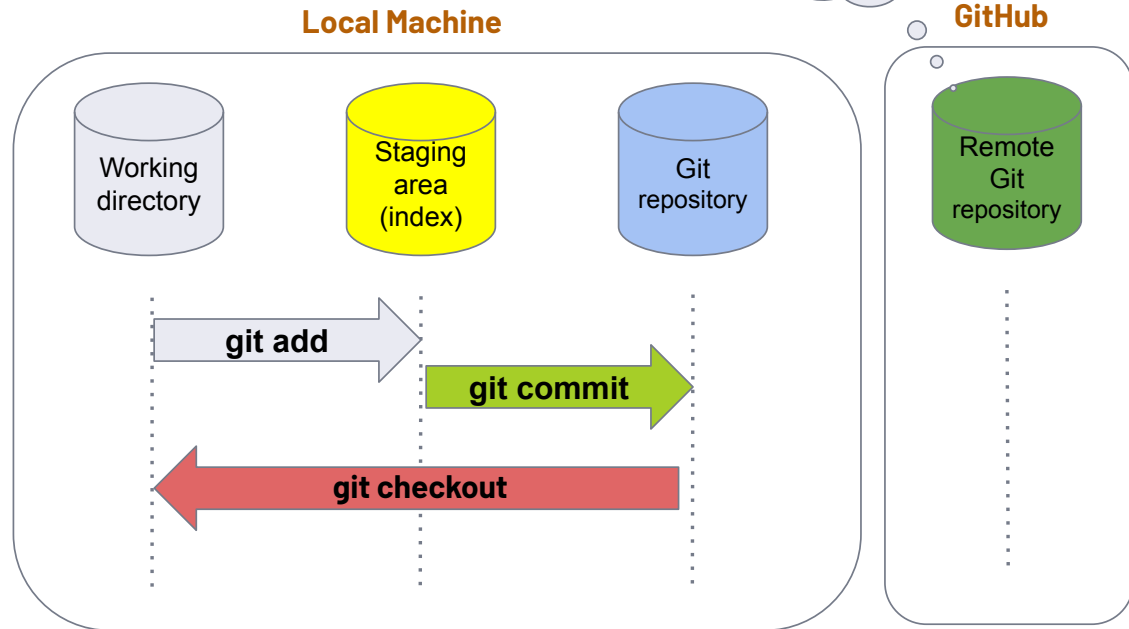 Local Machine
GitHub
Working
directory
Staging
area
(index)
Git
repository
Remote
Git
repository
git add
git commit
git checkout